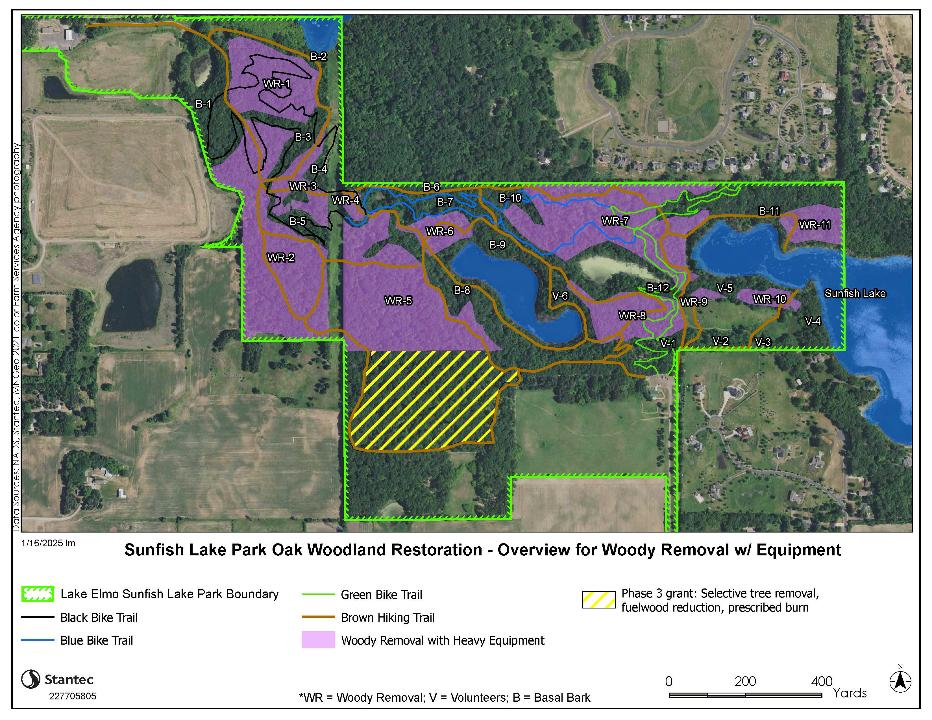 B-2
WR-1
B-1
B-3
B-4
WR-3
WR-4
B-5
B-6
B-7
B-10
WR-7
B-11
WR-11
WR-6
B-9
WR-2
B-8
V-6
B-12
WR-5
V-5
WR-9
WR-10
Sunfish Lake
WR-8
V-4
V-1
V-2
V-3
1/16/2025 lm
Sunfish Lake Park Oak Woodland Restoration - Overview for Woody Removal w/ Equipment
Lake Elmo Sunfish Lake Park Boundary
Black Bike Trail
Blue Bike Trail
Green Bike Trail
Brown Hiking Trail
Woody Removal with Heavy Equipment
Phase 3 grant: Selective tree removal,
fuelwood reduction, prescribed burn
Stantec
227705805
*WR = Woody Removal; V = Volunteers; B = Basal Bark
0 200 400
Yards
N